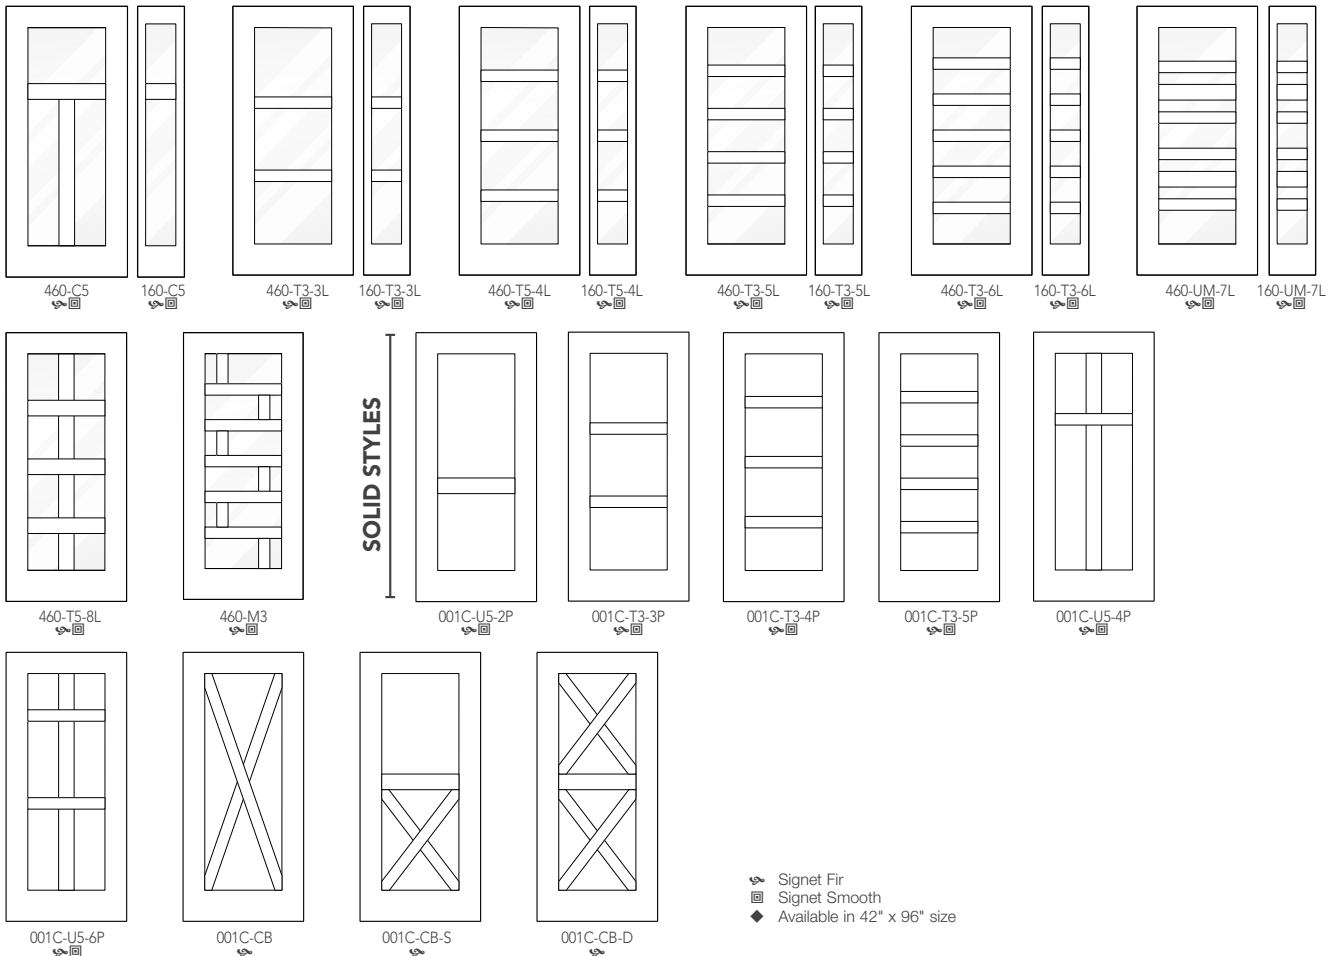 460-C5
160-C5
460-T3-3L
160-T3-3L
460-T5-4L
160-T5-4L
460-T3-5L
160-T3-5L
460-T3-6L
160-T3-6L
460-UM-7L
160-UM-7L
460-T5-8L
460-M3
SOLID STYLES
001C-U5-2P
001C-T3-3P
001C-T3-4P
001C-T3-5P
001C-U5-4P
001C-U5-6P
001C-CB
001C-CB-S
001C-CB-D
Signet Fir
Signet Smooth
Available in 42" x 96" size